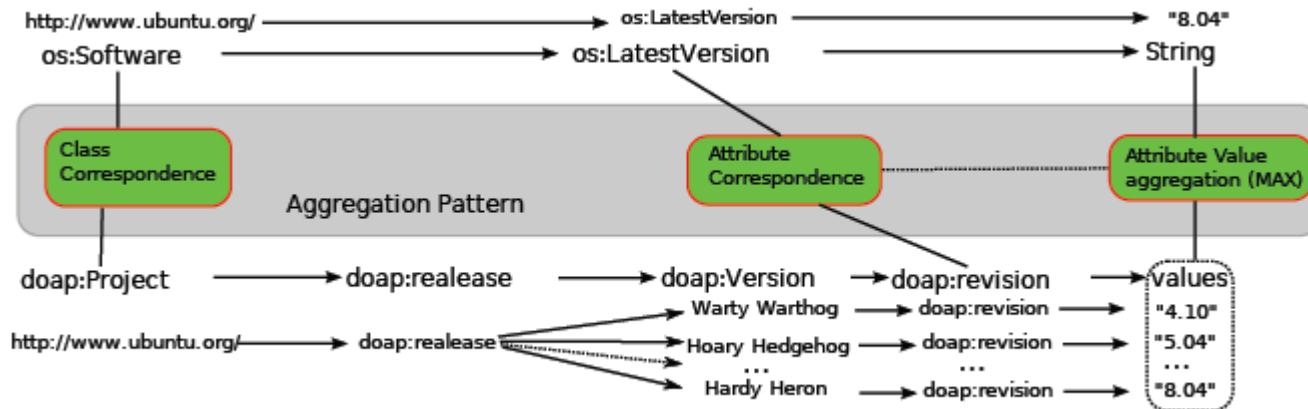 http://www.ubuntu.org/ os:LatestVersion "8.04"
os:Software os:LatestVersion String
Class
Correspondence
Attribute
Correspondence
Attribute Value
aggregation (MAX)
Aggregation Pattern
doap:Project doap:realease doap:Version doap:revision values
Warty Warthog doap:revision "4.10"
http://www.ubuntu.org/ doap:realease Hoary Hedgehog doap:revision "5.04"
... ... ...
Hardy Heron doap:revision "8.04"